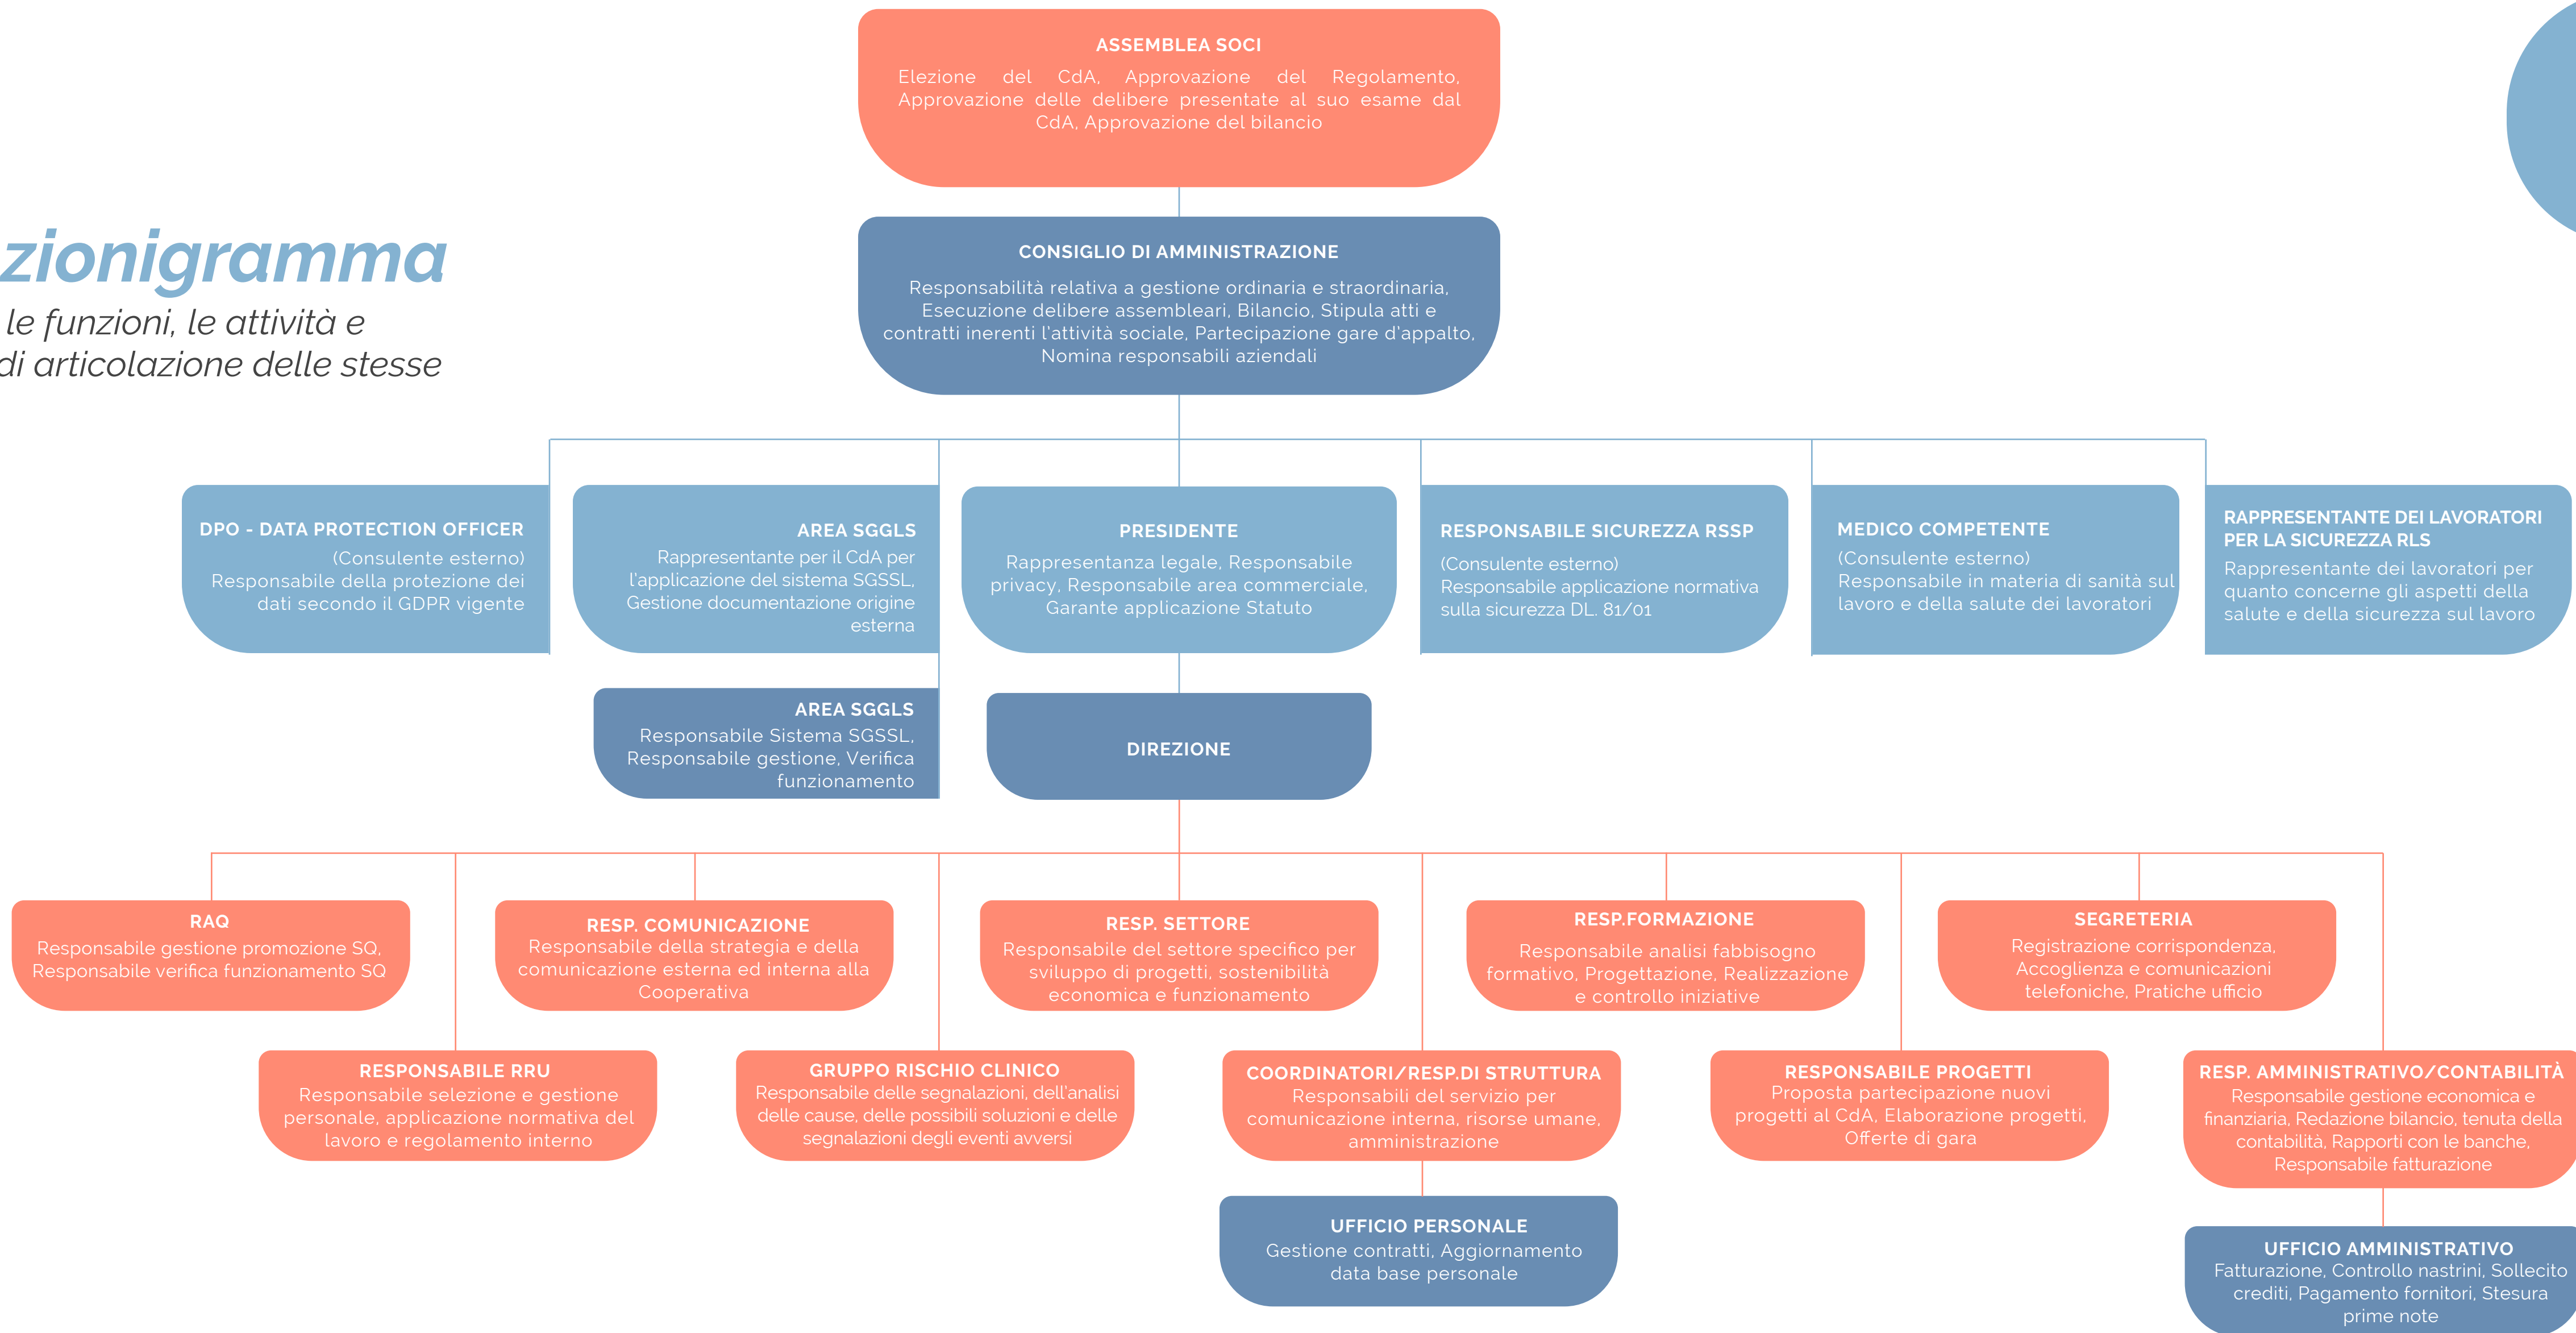 ASSEMBLEA SOCI
Elezione del CdA, Approvazione del Regolamento,
Approvazione delle delibere presentate al suo esame dal
CdA, Approvazione del bilancio
zionigramma
le funzioni, le attività e
di articolazione delle stesse
CONSIGLIO DI AMMINISTRAZIONE
Responsabilità relativa a gestione ordinaria e straordinaria,
Esecuzione delibere assembleari, Bilancio, Stipula atti e
contratti inerenti l'attività sociale, Partecipazione gare d'appalto,
Nomina responsabili aziendali
DPO - DATA PROTECTION OFFICER
(Consulente esterno)
Responsabile della protezione dei
dati secondo il GDPR vigente
AREA SGGLS
Rappresentante per il CdA per
l'applicazione del sistema SGSSL,
Gestione documentazione origine
esterna
PRESIDENTE
Rappresentanza legale, Responsabile
privacy, Responsabile area commerciale,
Garante applicazione Statuto
RESPONSABILE SICUREZZA RSSP
(Consulente esterno)
Responsabile applicazione normativa
sulla sicurezza DL. 81/01
MEDICO COMPETENTE
(Consulente esterno)
Responsabile in materia di sanità sul
lavoro e della salute dei lavoratori
RAPPRESENTANTE DEI LAVORATORI
PER LA SICUREZZA RLS
Rappresentante dei lavoratori per
quanto concerne gli aspetti della
salute e della sicurezza sul lavoro
AREA SGGLS
Responsabile Sistema SGSSL,
Responsabile gestione, Verifica
funzionamento
DIREZIONE
RAQ
Responsabile gestione promozione SQ,
Responsabile verifica funzionamento SQ
RESP. COMUNICAZIONE
Responsabile della strategia e della
comunicazione esterna ed interna alla
Cooperativa
RESP. SETTORE
Responsabile del settore specifico per
sviluppo di progetti, sostenibilità
economica e funzionamento
RESP.FORMAZIONE
Responsabile analisi fabbisogno
formativo, Progettazione, Realizzazione
e controllo iniziative
SEGRETERIA
Registrazione corrispondenza,
Accoglienza e comunicazioni
telefoniche, Pratiche ufficio
RESPONSABILE RRU
Responsabile selezione e gestione
personale, applicazione normativa del
lavoro e regolamento interno
GRUPPO RISCHIO CLINICO
Responsabile delle segnalazioni, dell'analisi
delle cause, delle possibili soluzioni e delle
segnalazioni degli eventi avversi
COORDINATORI/RESP.DI STRUTTURA
Responsabili del servizio per
comunicazione interna, risorse umane,
amministrazione
RESPONSABILE PROGETTI
Proposta partecipazione nuovi
progetti al CdA, Elaborazione progetti,
Offerte di gara
RESP. AMMINISTRATIVO/CONTABILITÀ
Responsabile gestione economica e
finanziaria, Redazione bilancio, tenuta della
contabilità, Rapporti con le banche,
Responsabile fatturazione
UFFICIO PERSONALE
Gestione contratti, Aggiornamento
data base personale
UFFICIO AMMINISTRATIVO
Fatturazione, Controllo nastrini, Sollecito
crediti, Pagamento fornitori, Stesura
prime note